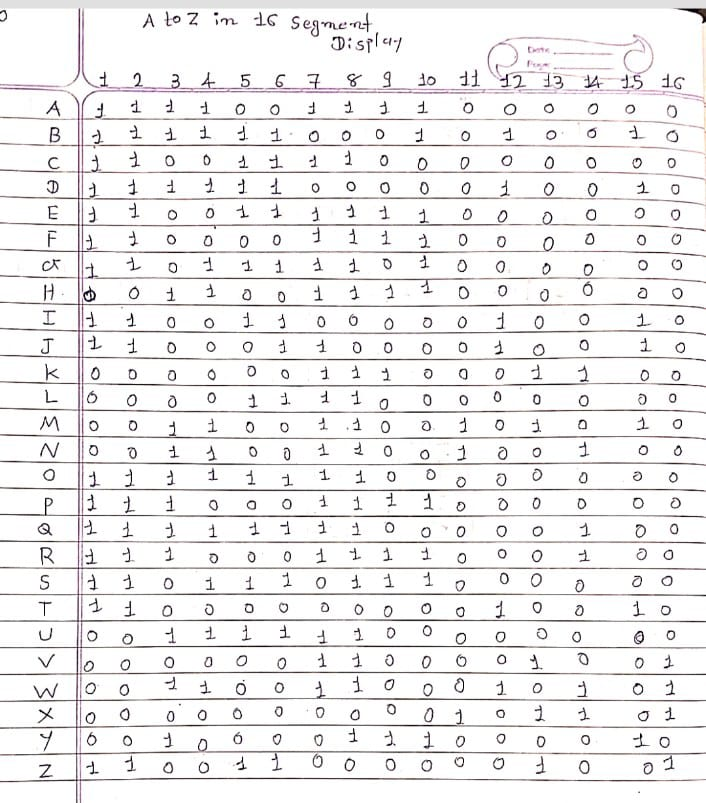 A to Z in 16 Segment
Display
Date
Page
1 2 3 4 5 6 7 8 9 10 11 12 13 14 15 16
A 1 1 1 1 0 0 1 1 1 1 0 0 0 0 0 0
B 1 1 1 1 1 1 0 0 0 1 0 1 0 0 1 0
C 1 1 0 0 1 1 1 1 0 0 0 0 0 0 0 0
D 1 1 1 1 1 1 0 0 0 0 0 1 0 0 1 0
E 1 1 0 0 1 1 1 1 1 1 0 0 0 0 0 0
F 1 1 0 0 0 0 1 1 1 1 0 0 0 0 0 0
G 1 1 0 1 1 1 1 1 0 1 0 0 0 0 0 0
H 0 0 1 1 0 0 1 1 1 1 0 0 0 0 0 0
I 1 1 0 0 1 1 0 0 0 0 0 1 0 0 1 0
J 1 1 0 0 0 1 1 0 0 0 0 1 0 0 1 0
K 0 0 0 0 0 0 1 1 1 0 0 0 1 1 0 0
L 0 0 0 0 1 1 1 1 0 0 0 0 0 0 0 0
M 0 0 1 1 0 0 1 1 0 0 1 0 1 0 1 0
N 0 0 1 1 0 0 1 1 0 0 1 0 0 1 0 0
O 1 1 1 1 1 1 1 1 0 0 0 0 0 0 0 0
P 1 1 1 0 0 0 1 1 1 1 0 0 0 0 0 0
Q 1 1 1 1 1 1 1 1 0 0 0 0 0 1 0 0
R 1 1 1 0 0 0 1 1 1 1 0 0 0 1 0 0
S 1 1 0 1 1 1 0 1 1 1 0 0 0 0 0 0
T 1 1 0 0 0 0 0 0 0 0 0 1 0 0 1 0
U 0 0 1 1 1 1 1 1 0 0 0 0 0 0 0 0
V 0 0 0 0 0 0 1 1 0 0 0 0 1 0 0 1
W 0 0 1 1 0 0 1 1 0 0 0 1 0 1 0 1
X 0 0 0 0 0 0 0 0 0 0 1 0 1 1 0 1
Y 0 0 1 0 0 0 0 1 1 1 0 0 0 0 1 0
Z 1 1 0 0 1 1 0 0 0 0 0 0 1 0 0 1